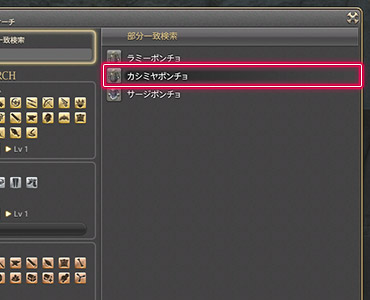 ーチ
一致検索
部分一致検索
ラミーポンチョ
RCH
カシミヤポンチョ
サージポンチョ
Lv 1
Lv 1